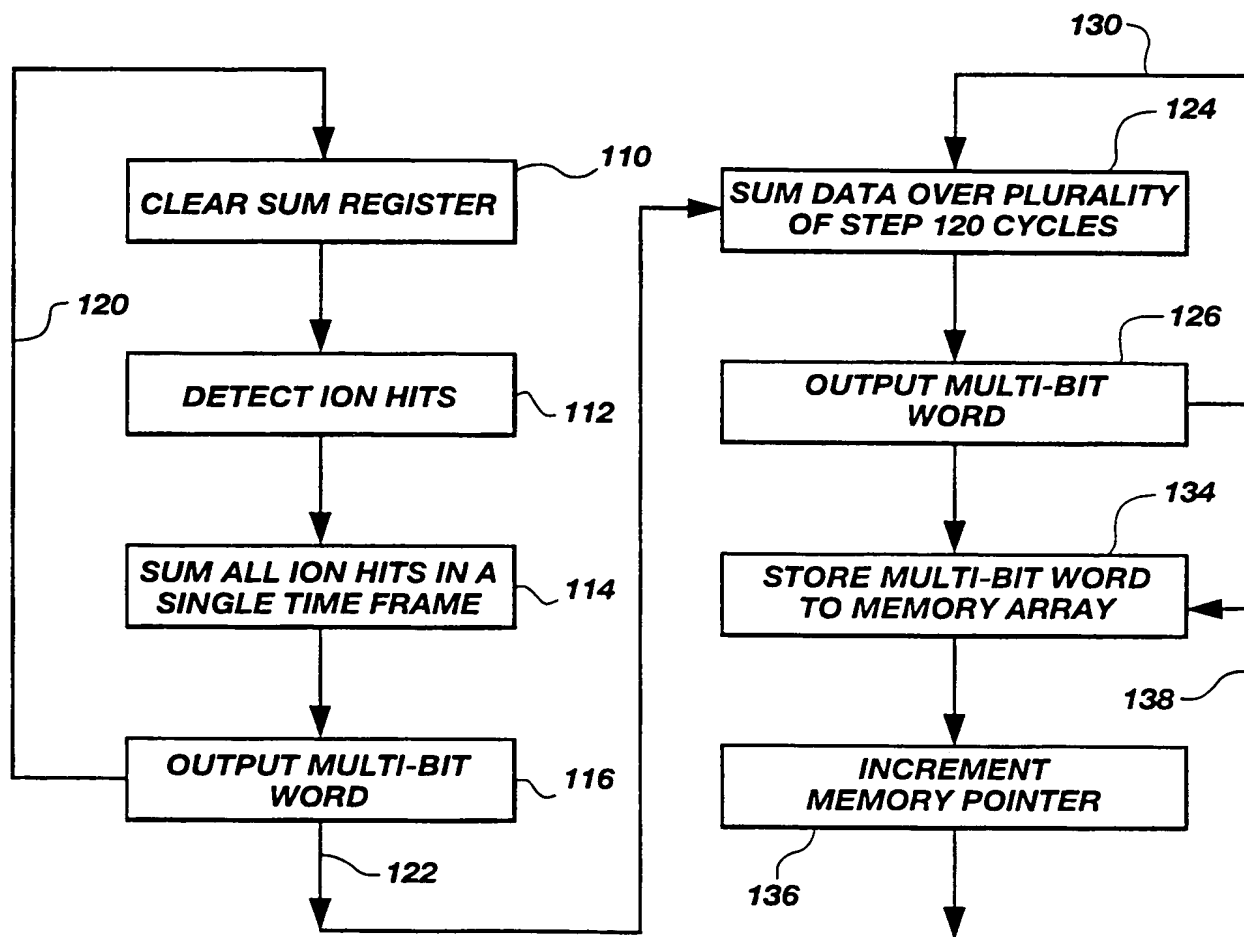 110
CLEAR SUM REGISTER
120
DETECT ION HITS
112
SUM ALL ION HITS IN A
SINGLE TIME FRAME
114
OUTPUT MULTI-BIT
WORD
116
122
130
124
SUM DATA OVER PLURALITY
OF STEP 120 CYCLES
126
OUTPUT MULTI-BIT
WORD
134
STORE MULTI-BIT WORD
TO MEMORY ARRAY
138
INCREMENT
MEMORY POINTER
136